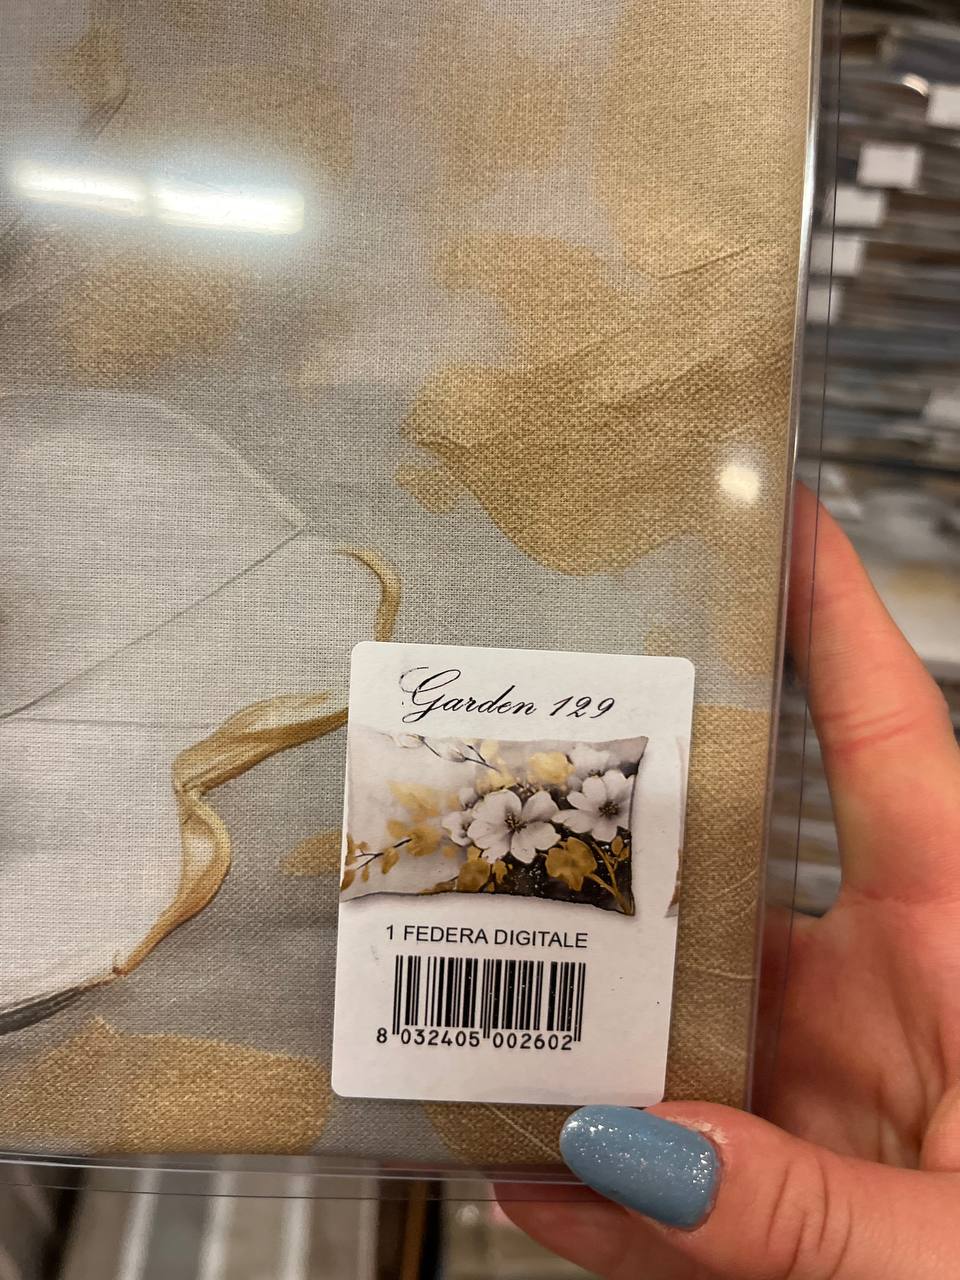 Garden 129
1 FEDERA DIGITALE
8 032405 002602